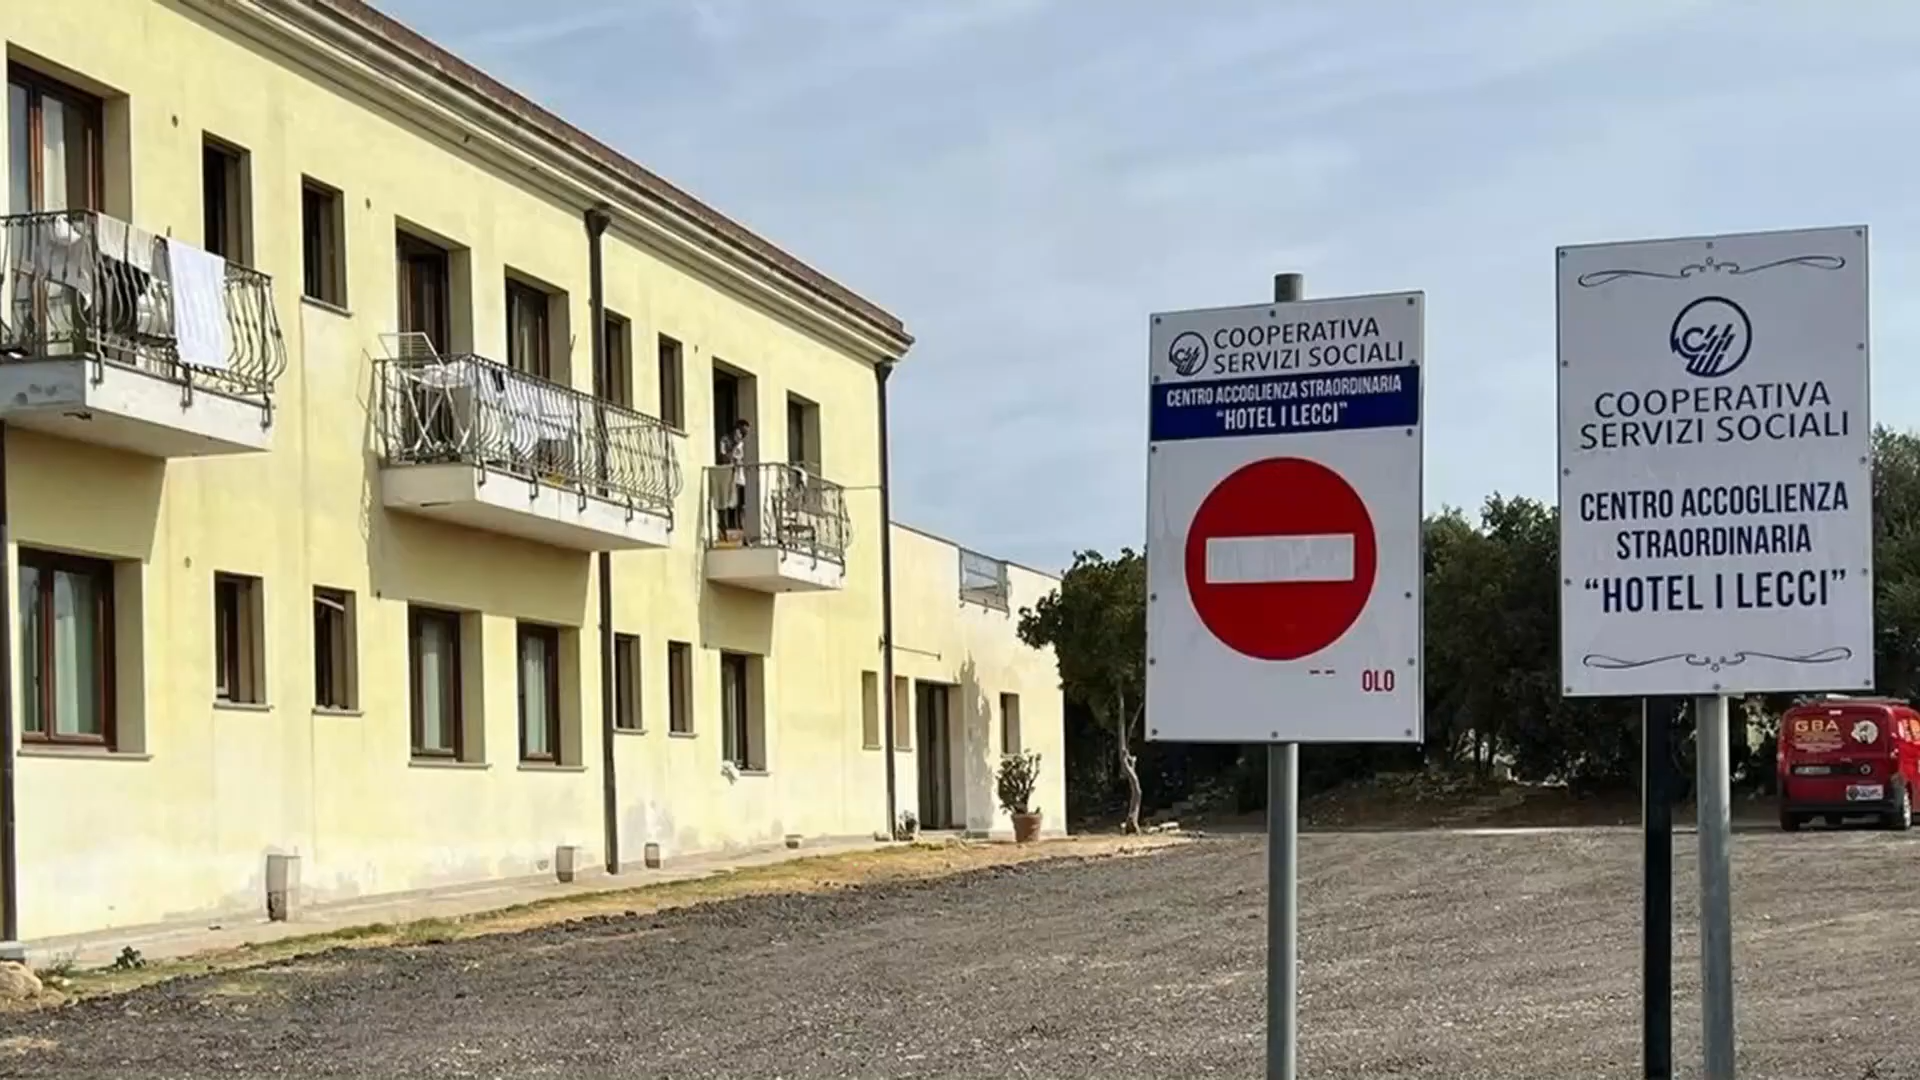 COOPERATIVA
SERVIZI SOCIALI
CENTRO ACCOGLIENZA STRAORDINARIA
“HOTEL I LECCI”
OLO
COOPERATIVA
SERVIZI SOCIALI
CENTRO ACCOGLIENZA
STRAORDINARIA
“HOTEL I LECCI”
GBA